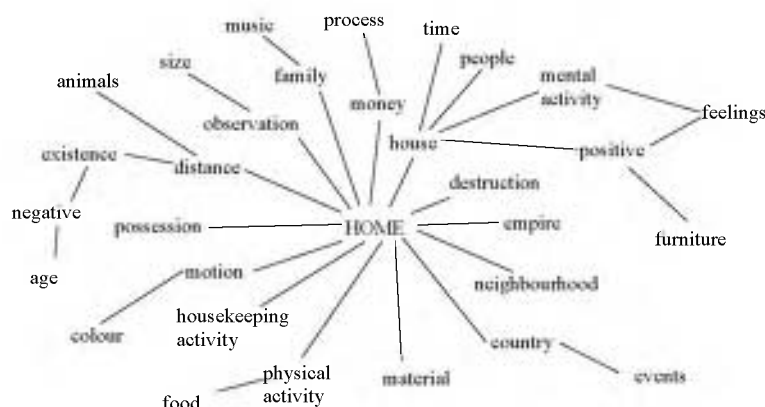 process
music
time
size
people
family
mental
activity
animals
money
feelings
observation
house
positive
existence
distance
destruction
negative
possession
HOME
empire
furniture
age
motion
neighbourhood
housekeeping
activity
colour
country
physical
activity
material
events
food